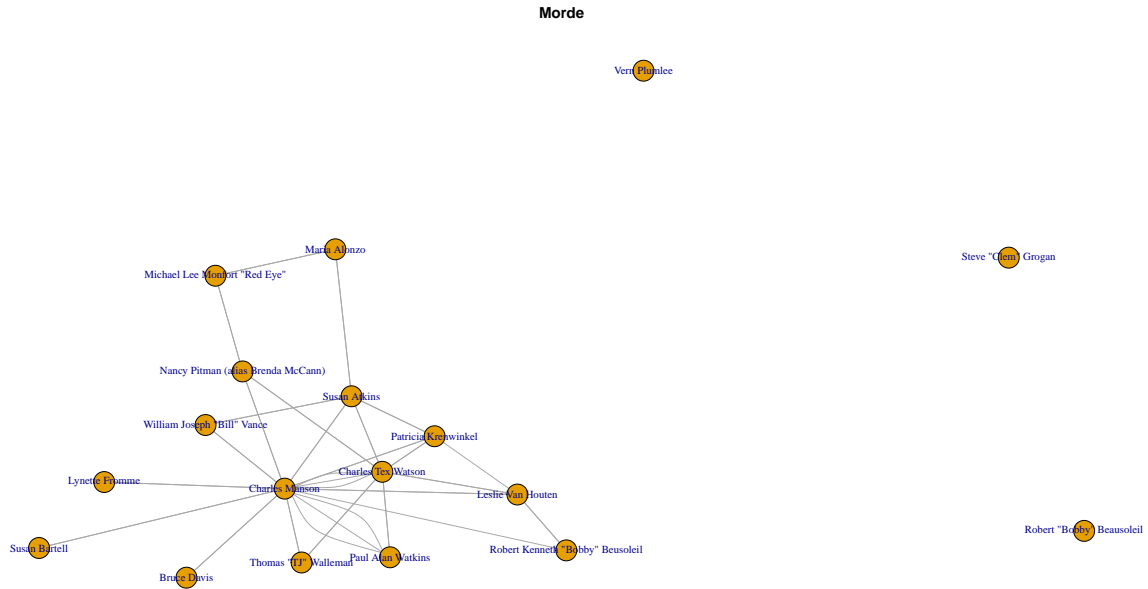 Morde
Vern Plumlee
Maria Alonzo
Steve "Clem" Grogan
Michael Lee Monfort "Red Eye"
Nancy Pitman (alias Brenda McCann)
Susan Atkins
William Joseph "Bill" Vance
Patricia Krenwinkel
Charles Tex Watson
Lynette Fromme
Charles Manson
Leslie Van Houten
Robert "Bobby" Beausoleil
Susan Bartell
Robert Kenneth "Bobby" Beusoleil
Paul Alan Watkins
Thomas "TJ" Walleman
Bruce Davis